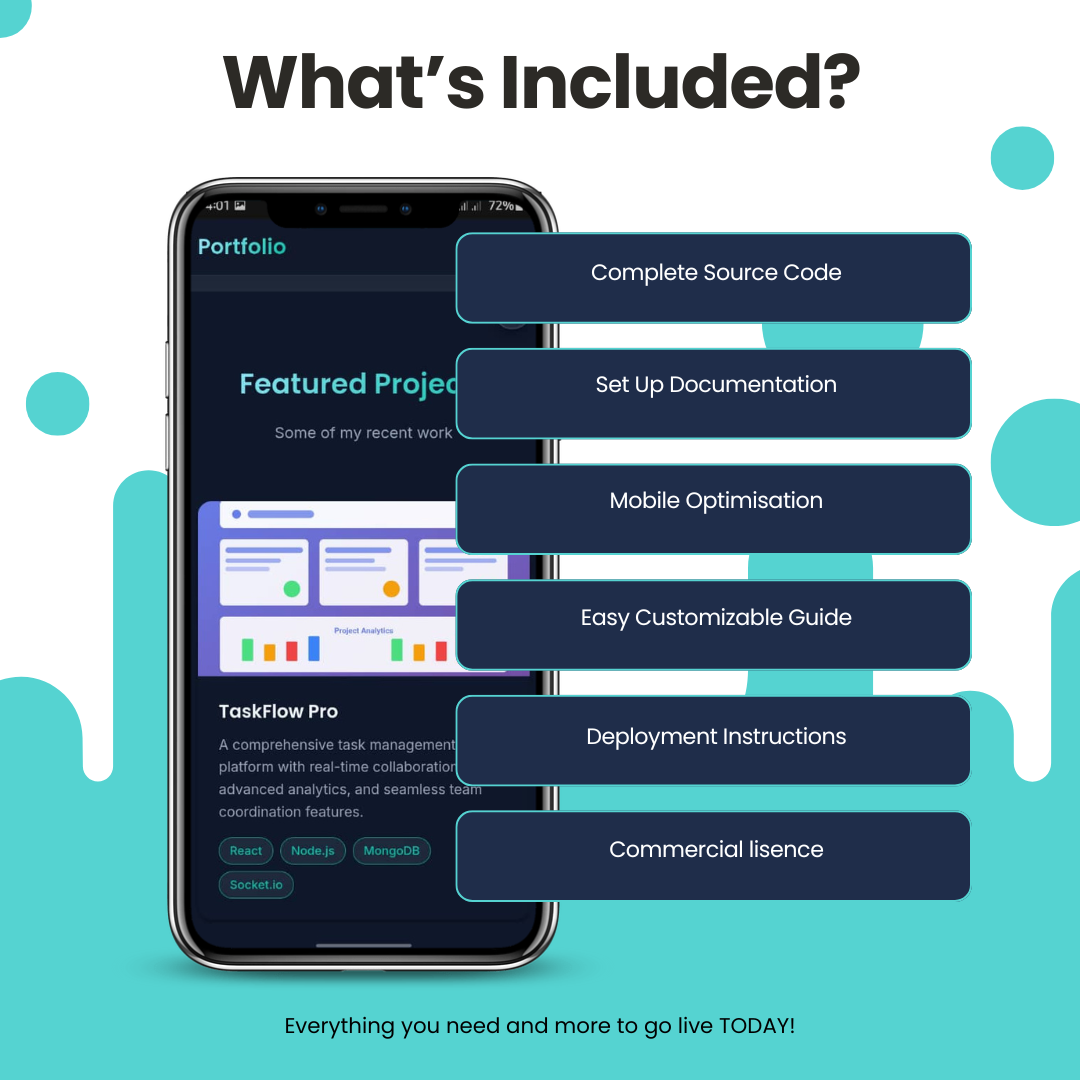 What’s Included?
4:01
72%
Portfolio
Complete Source Code
Set Up Documentation
Featured Projec
Some of my recent work
Mobile Optimisation
Easy Customizable Guide
Project Analytics
TaskFlow Pro
A comprehensive task management
platform with real-time collaboration
advanced analytics, and seamless team
coordination features.
Deployment Instructions
React
Node.js
MongoDB
Socket.io
Commercial lisence
Everything you need and more to go live TODAY!